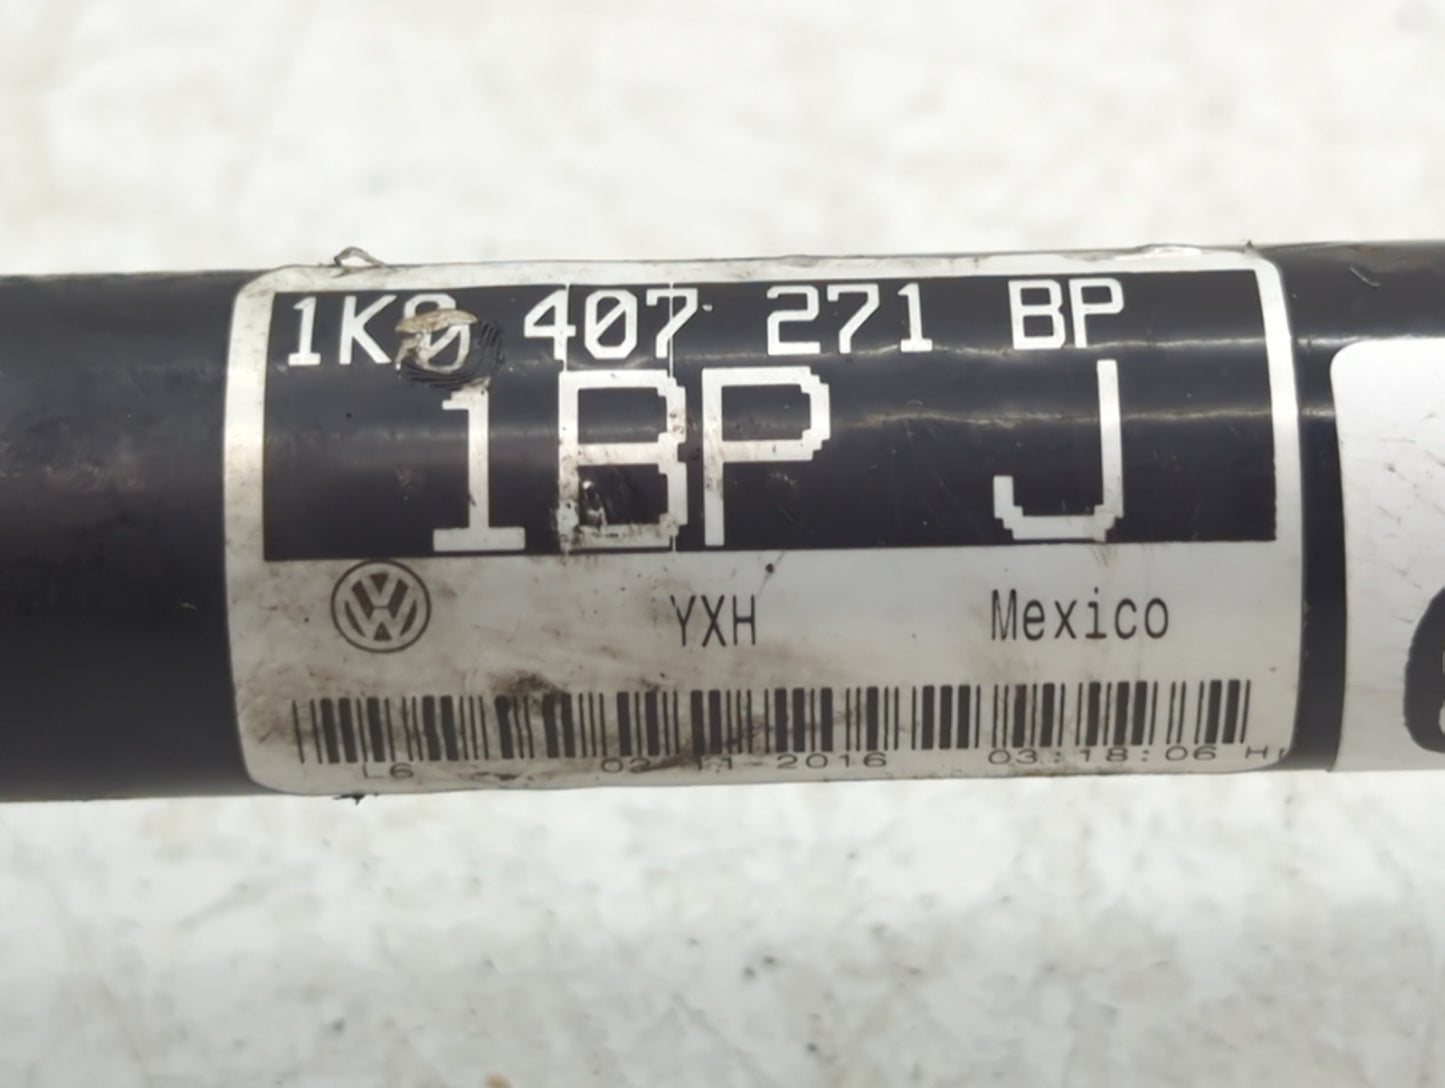 1K0 407 271 BP
1BP J
YXH Mexico
L6 02-11-2016 03:18:06 H